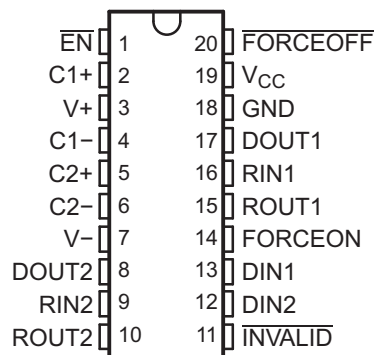 EN 1 20 FORCEOFF
C1+ 2 19 VCC
V+ 3 18 GND
C1− 4 17 DOUT1
C2+ 5 16 RIN1
C2− 6 15 ROUT1
V− 7 14 FORCEON
DOUT2 8 13 DIN1
RIN2 9 12 DIN2
ROUT2 10 11 INVALID